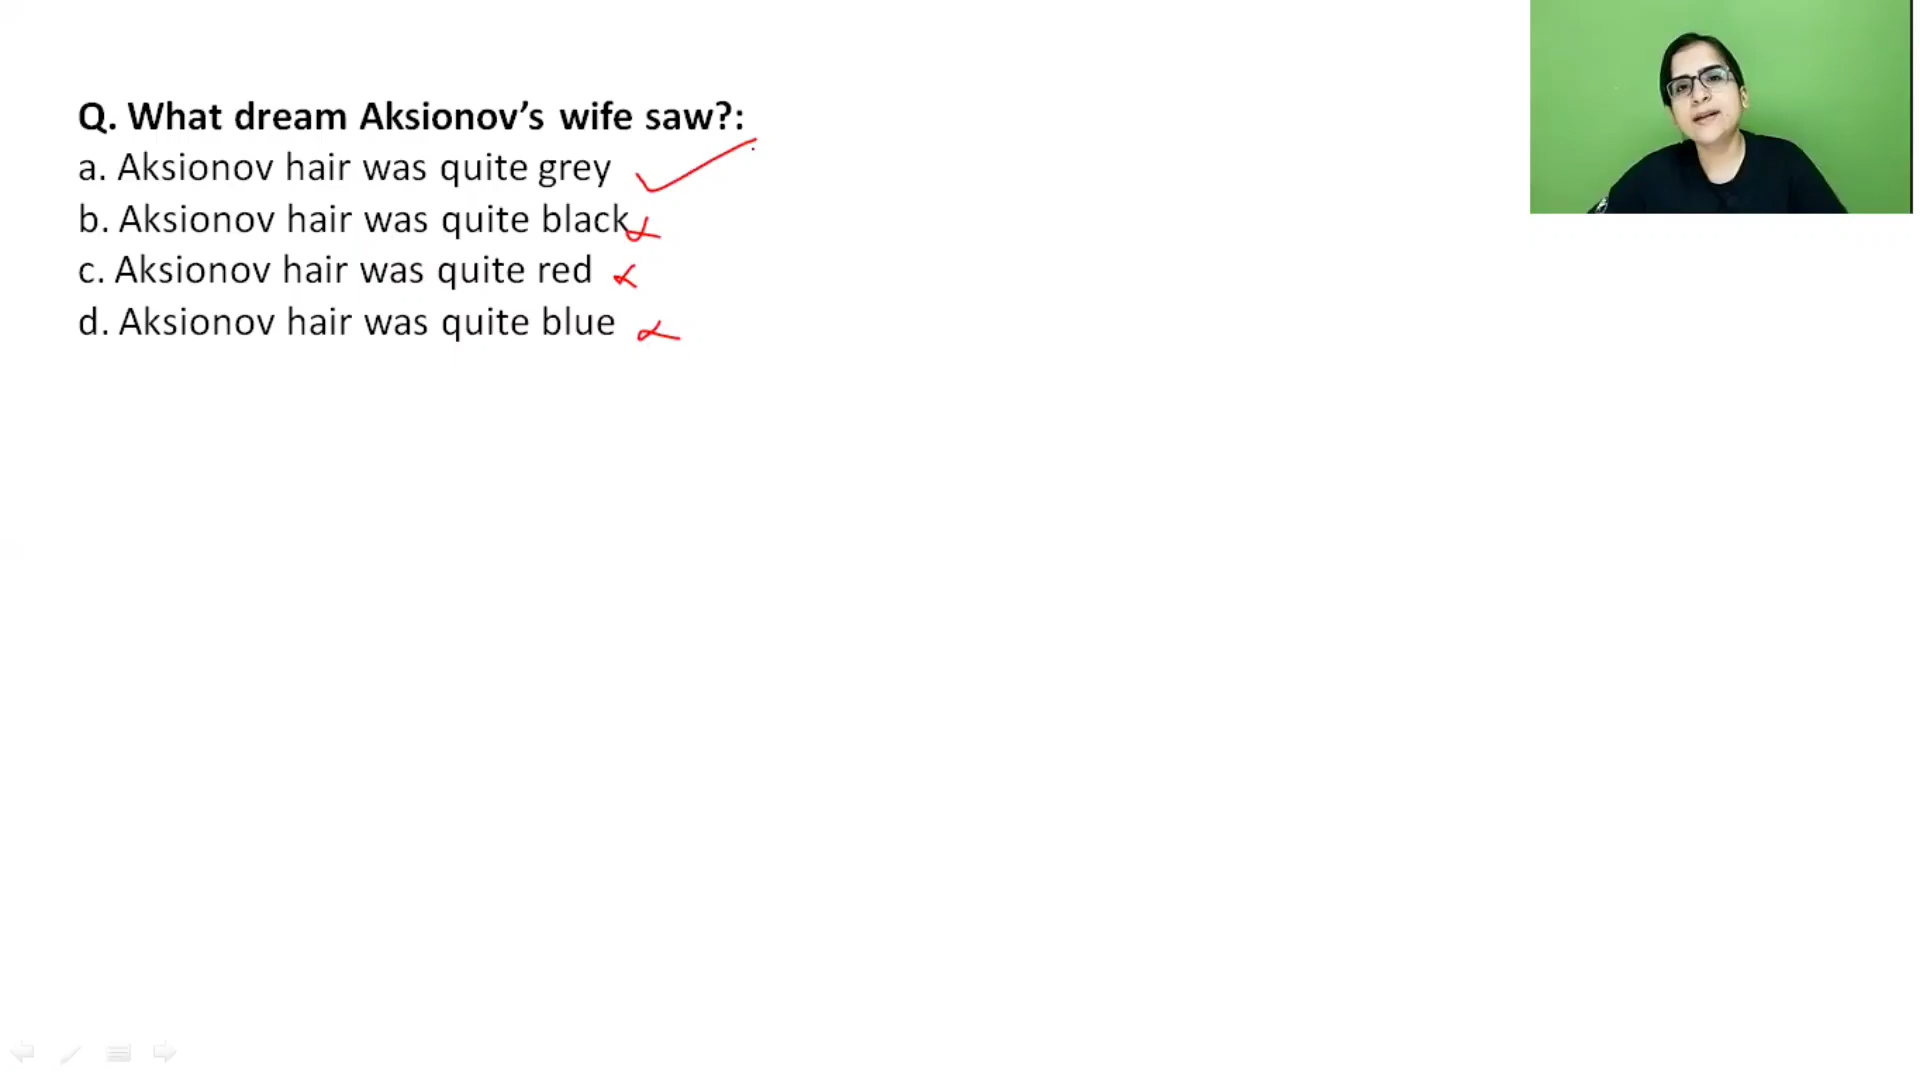 Q. What dream Aksionov’s wife saw?:
a. Aksionov hair was quite grey
b. Aksionov hair was quite black
c. Aksionov hair was quite red
d. Aksionov hair was quite blue